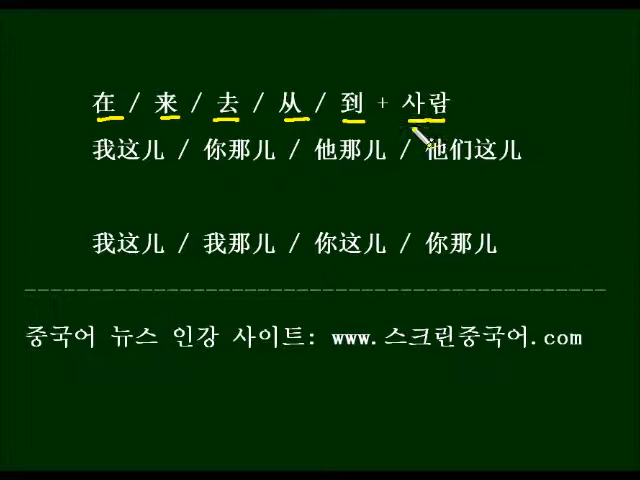 在 / 来 / 去 / 从 / 到 + 사람
我这儿 / 你那儿 / 他那儿 / 他们这儿
我这儿 / 我那儿 / 你这儿 / 你那儿
중국어 뉴스 인강 사이트: www.스크린중국어.com